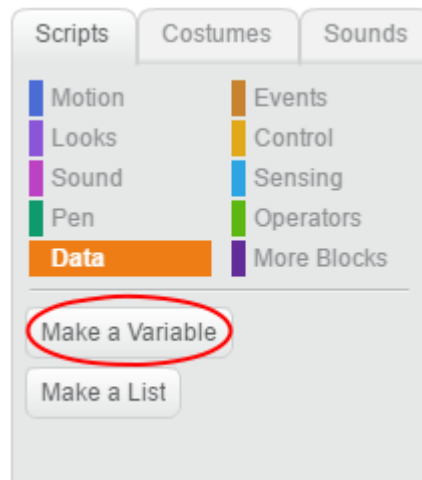 Scripts Costumes Sounds
Motion Events
Looks Control
Sound Sensing
Pen Operators
Data More Blocks
Make a Variable
Make a List